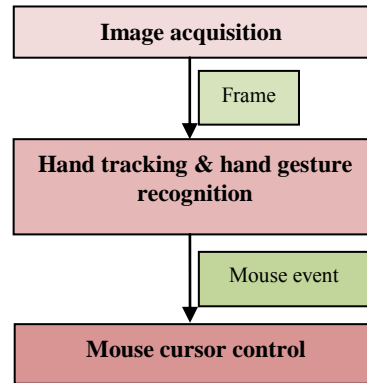 Image acquisition
Frame
Hand tracking & hand gesture
recognition
Mouse event
Mouse cursor control